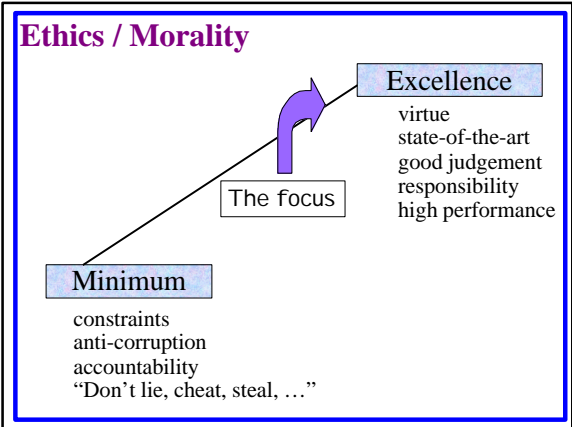 Ethics / Morality
Excellence
virtue
state-of-the-art
good judgement
responsibility
high performance
The focus
Minimum
constraints
anti-corruption
accountability
“Don’t lie, cheat, steal, …”